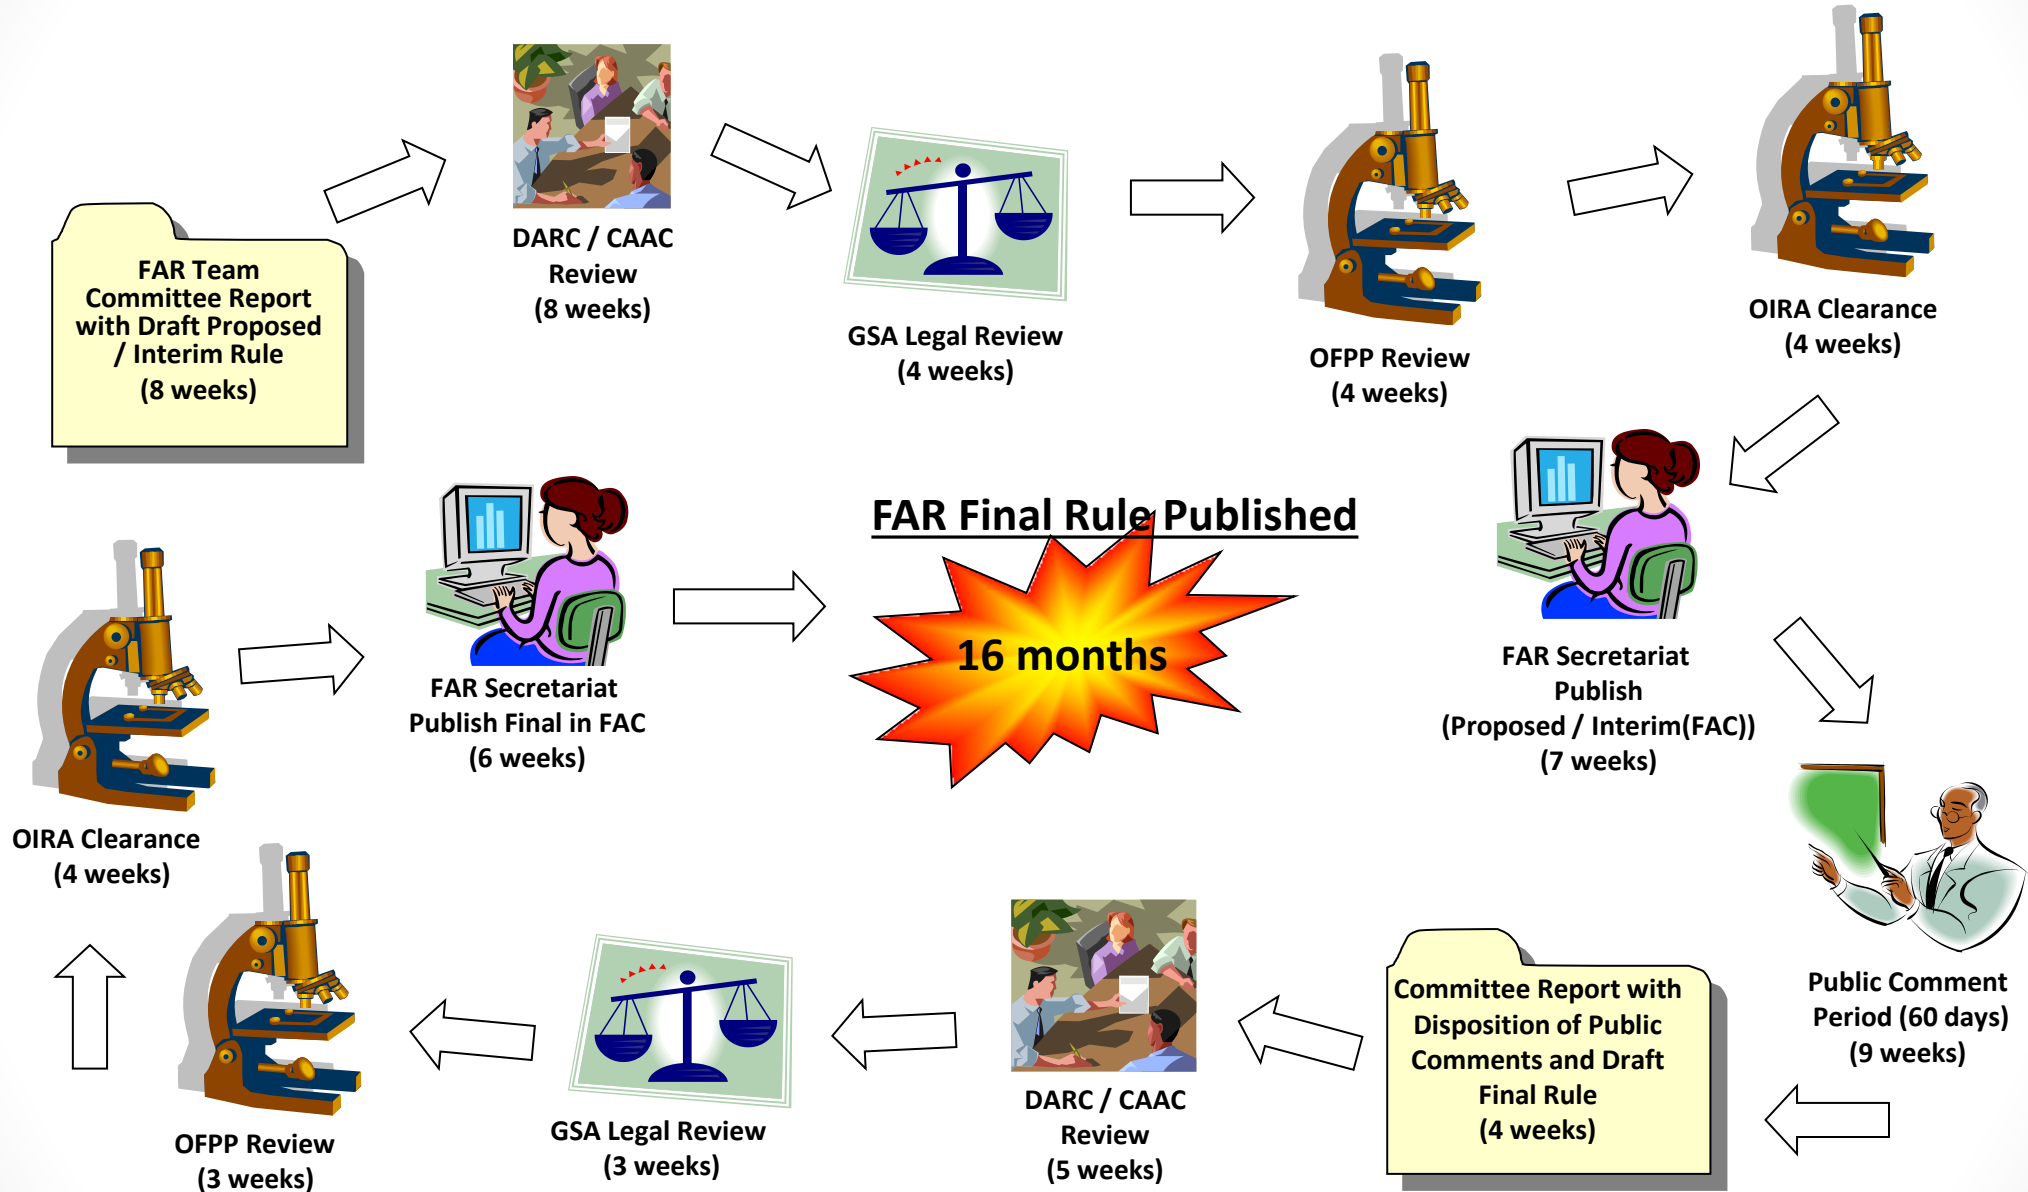 FAR Team
Committee Report
with Draft Proposed
/ Interim Rule
(8 weeks)
DARC / CAAC
Review
(8 weeks)
GSA Legal Review
(4 weeks)
OFPP Review
(4 weeks)
OIRA Clearance
(4 weeks)
FAR Secretariat
Publish
(Proposed / Interim(FAC))
(7 weeks)
Public Comment
Period (60 days)
(9 weeks)
Committee Report with
Disposition of Public
Comments and Draft
Final Rule
(4 weeks)
DARC / CAAC
Review
(5 weeks)
GSA Legal Review
(3 weeks)
OFPP Review
(3 weeks)
OIRA Clearance
(4 weeks)
FAR Secretariat
Publish Final in FAC
(6 weeks)
FAR Final Rule Published
16 months